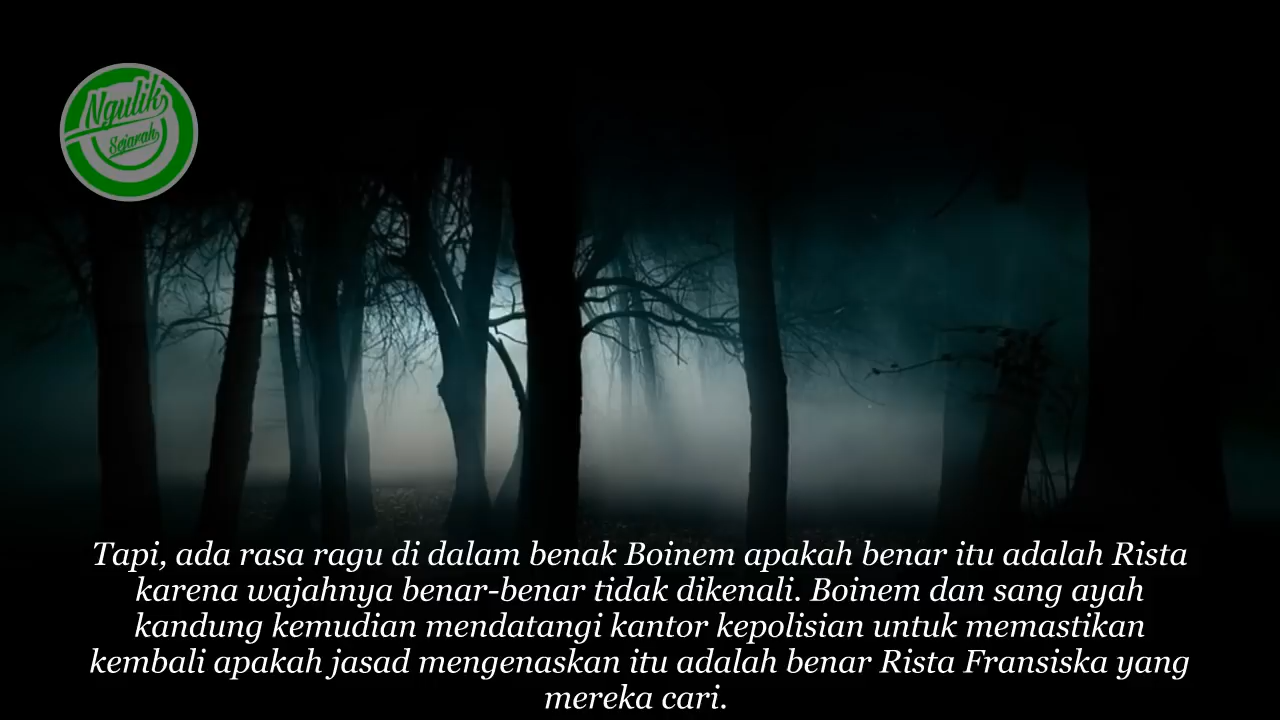 Ngulik
Sejarah
Tapi, ada rasa ragu di dalam benak Boinem apakah benar itu adalah Rista
karena wajahnya benar-benar tidak dikenali. Boinem dan sang ayah
kandung kemudian mendatangi kantor kepolisian untuk memastikan
kembali apakah jasad mengenaskan itu adalah benar Rista Fransiska yang
mereka cari.